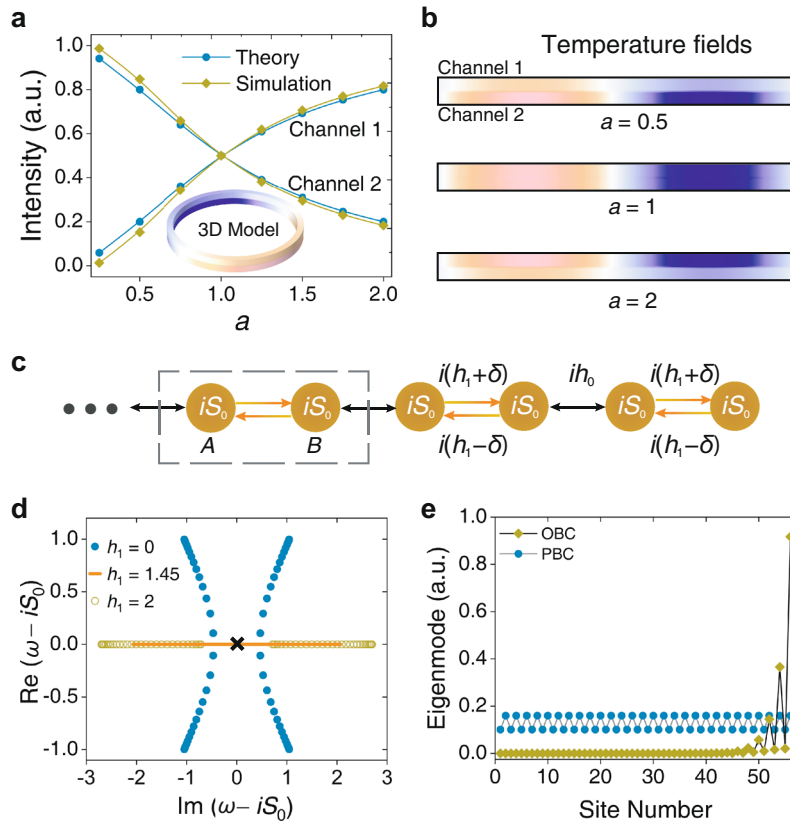 a
Intensity (a.u.)
1.0
0.8
0.6
0.4
0.2
0.0
Theory
Simulation
Channel 1
Channel 2
3D Model
0.5
1.0
1.5
2.0
a
b
Temperature fields
Channel 1
Channel 2
a = 0.5
a = 1
a = 2
c
i(h₁+δ)
ih₀
i(h₁+δ)
iS₀
iS₀
iS₀
iS₀
iS₀
iS₀
A
B
i(h₁−δ)
i(h₁−δ)
d
Re (ω− iS₀)
1.0
0.5
0.0
-0.5
-1.0
h₁ = 0
h₁ = 1.45
h₁ = 2
-3
-2
-1
0
1
2
3
Im (ω− iS₀)
e
Eigenmode (a.u.)
1.0
0.8
0.6
0.4
0.2
0.0
OBC
PBC
0
10
20
30
40
50
Site Number